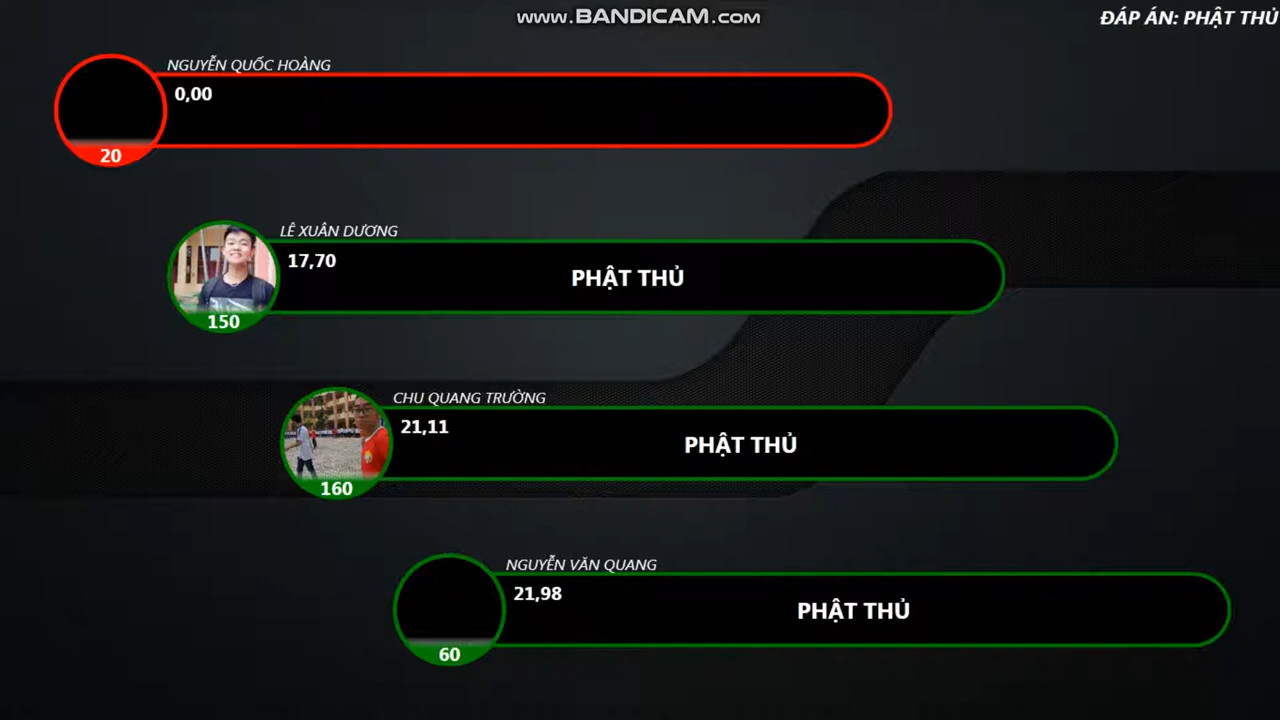 www.BANDICAM.com
ĐÁP ÁN: PHẬT THỦ
NGUYỄN QUỐC HOÀNG
0,00
20
LÊ XUÂN DƯƠNG
17,70
PHẬT THỦ
150
CHU QUANG TRƯỜNG
21,11
PHẬT THỦ
160
NGUYỄN VĂN QUANG
21,98
PHẬT THỦ
60